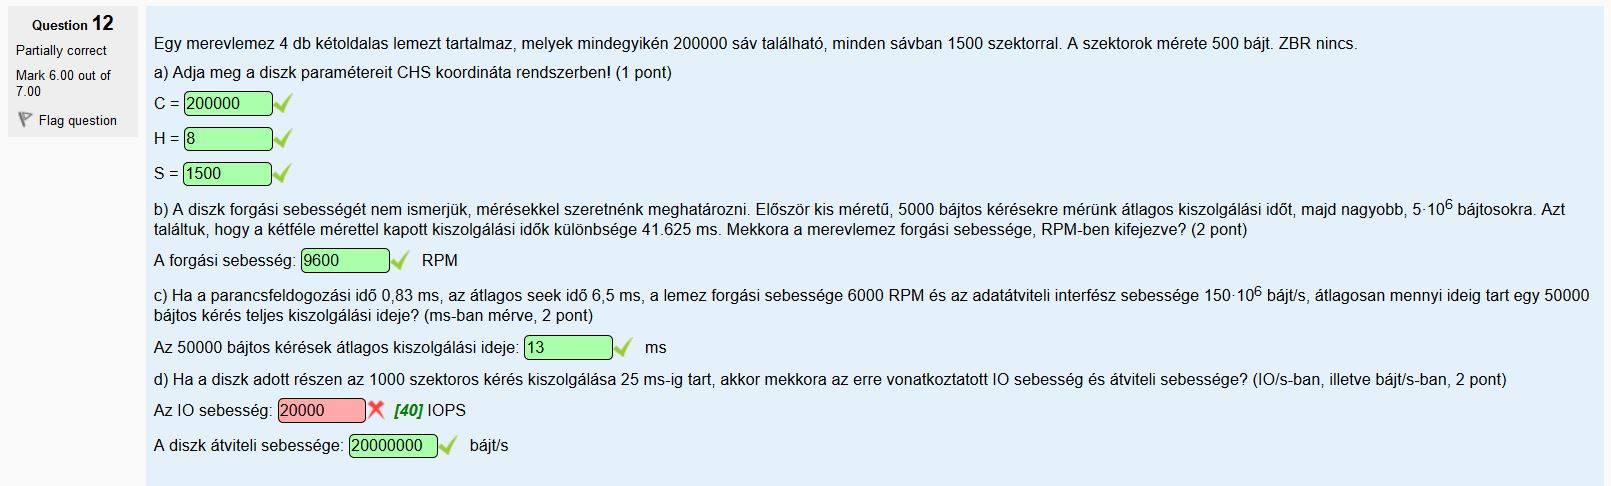 Question 12
Partially correct
Mark 6.00 out of
7.00
Flag question
Egy merevlemez 4 db kétoldalas lemezt tartalmaz, melyek mindegyikén 200000 sáv található, minden sávban 1500 szektorral. A szektorok mérete 500 bájt. ZBR nincs.
a) Adja meg a diszk paramétereit CHS koordináta rendszerben! (1 pont)
C = 200000
H = 8
S = 1500
b) A diszk forgási sebességét nem ismerjük, mérésekkel szeretnénk meghatározni. Először kis méretű, 5000 bájtos kérésekre mérünk átlagos kiszolgálási időt, majd nagyobb, 5·10⁶ bájtosokra. Azt
találtuk, hogy a kétféle mérettel kapott kiszolgálási idők különbsége 41.625 ms. Mekkora a merevlemez forgási sebessége, RPM-ben kifejezve? (2 pont)
A forgási sebesség: 9600 RPM
c) Ha a parancsfeldogozási idő 0,83 ms, az átlagos seek idő 6,5 ms, a lemez forgási sebessége 6000 RPM és az adatátviteli interfész sebessége 150·10⁶ bájt/s, átlagosan mennyi ideig tart egy 50000
bájtos kérés teljes kiszolgálási ideje? (ms-ban mérve, 2 pont)
Az 50000 bájtos kérések átlagos kiszolgálási ideje: 13 ms
d) Ha a diszk adott részen az 1000 szektoros kérés kiszolgálása 25 ms-ig tart, akkor mekkora az erre vonatkoztatott IO sebesség és átviteli sebessége? (IO/s-ban, illetve bájt/s-ban, 2 pont)
Az IO sebesség: 20000 [40] IOPS
A diszk átviteli sebessége: 20000000 bájt/s